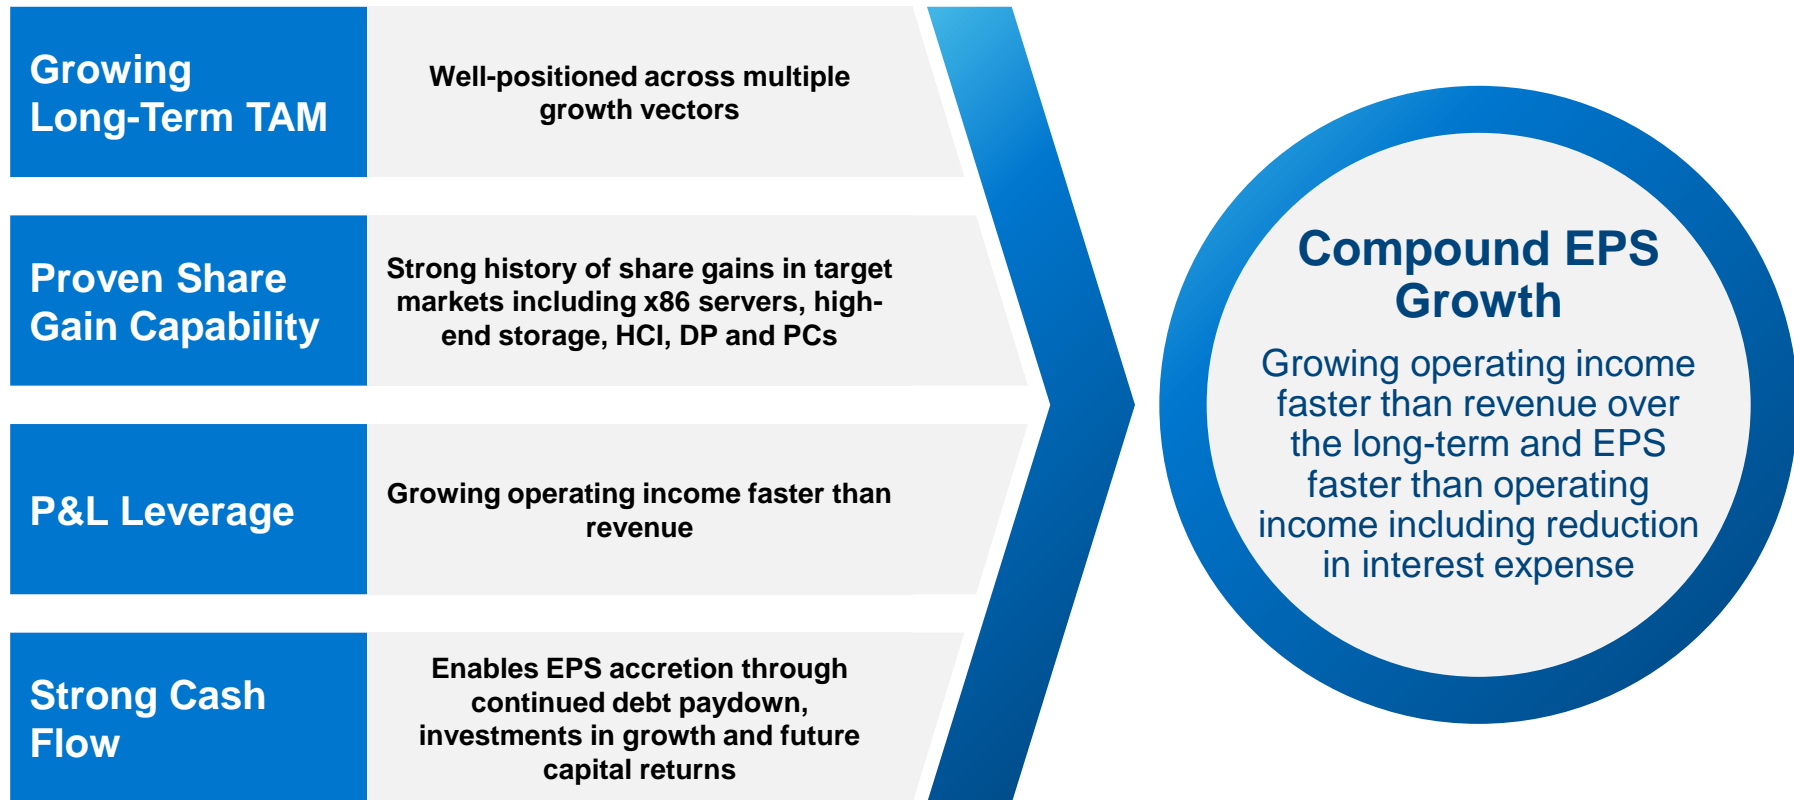 Growing
Long-Term TAM
Well-positioned across multiple
growth vectors
Proven Share
Gain Capability
Strong history of share gains in target
markets including x86 servers, high-
end storage, HCI, DP and PCs
P&L Leverage
Growing operating income faster than
revenue
Strong Cash
Flow
Enables EPS accretion through
continued debt paydown,
investments in growth and future
capital returns
Compound EPS
Growth
Growing operating income
faster than revenue over
the long-term and EPS
faster than operating
income including reduction
in interest expense